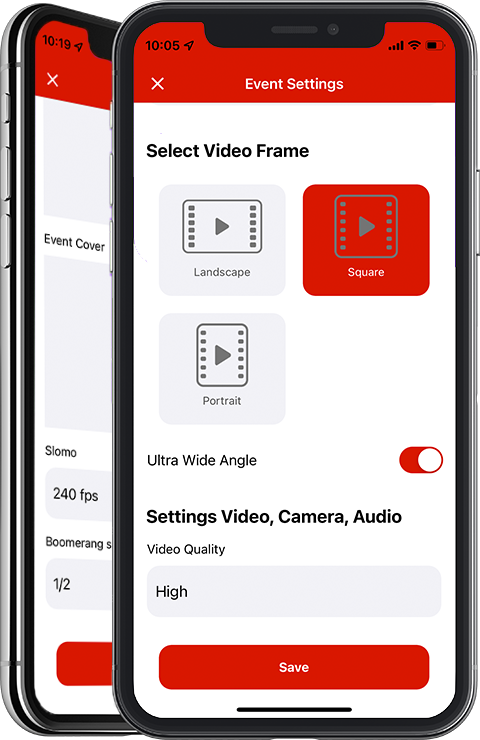 10:19
Event Cover
Slomo
240 fps
Boomerang s
1/2
10:05
Event Settings
Select Video Frame
Landscape
Square
Portrait
Ultra Wide Angle
Settings Video, Camera, Audio
Video Quality
High
Save